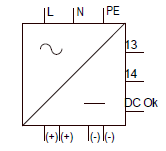 L N PE
13
14
DC Ok
(+) (+) (-) (-)